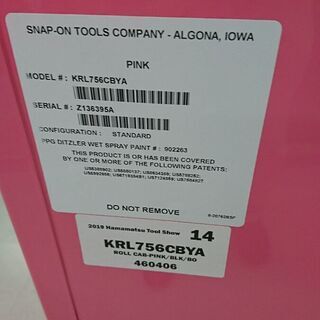 SNAP-ON TOOLS COMPANY - ALGONA, IOWA
PINK
MODEL # : KRL756CBYA
SERIAL # : Z136395A
CONFIGURATION : STANDARD
PPG DITZLER WET SPRAY PAINT # : 902263
THIS PRODUCT IS OR HAS BEEN COVERED
BY ONE OR MORE OF THE FOLLOWING PATENTS:
DO NOT REMOVE
2019 Hamamatsu Tool Show 14
KRL756CBYA
ROLL CAB-PINK/BLK/BO
460406